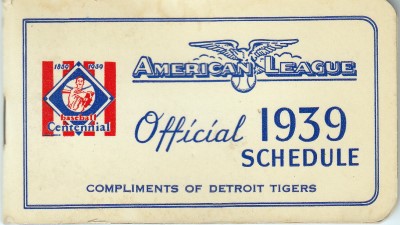 1839 1939
baseball
Centennial
AMERICAN LEAGUE
Official 1939
SCHEDULE
COMPLIMENTS OF DETROIT TIGERS